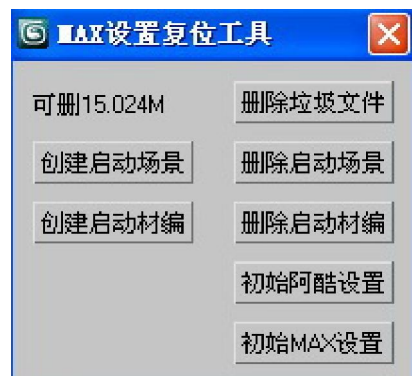 MAX设置复位工具
可删15.024M 删除垃圾文件
创建启动场景 删除启动场景
创建启动材编 删除启动材编
初始阿酷设置
初始MAX设置